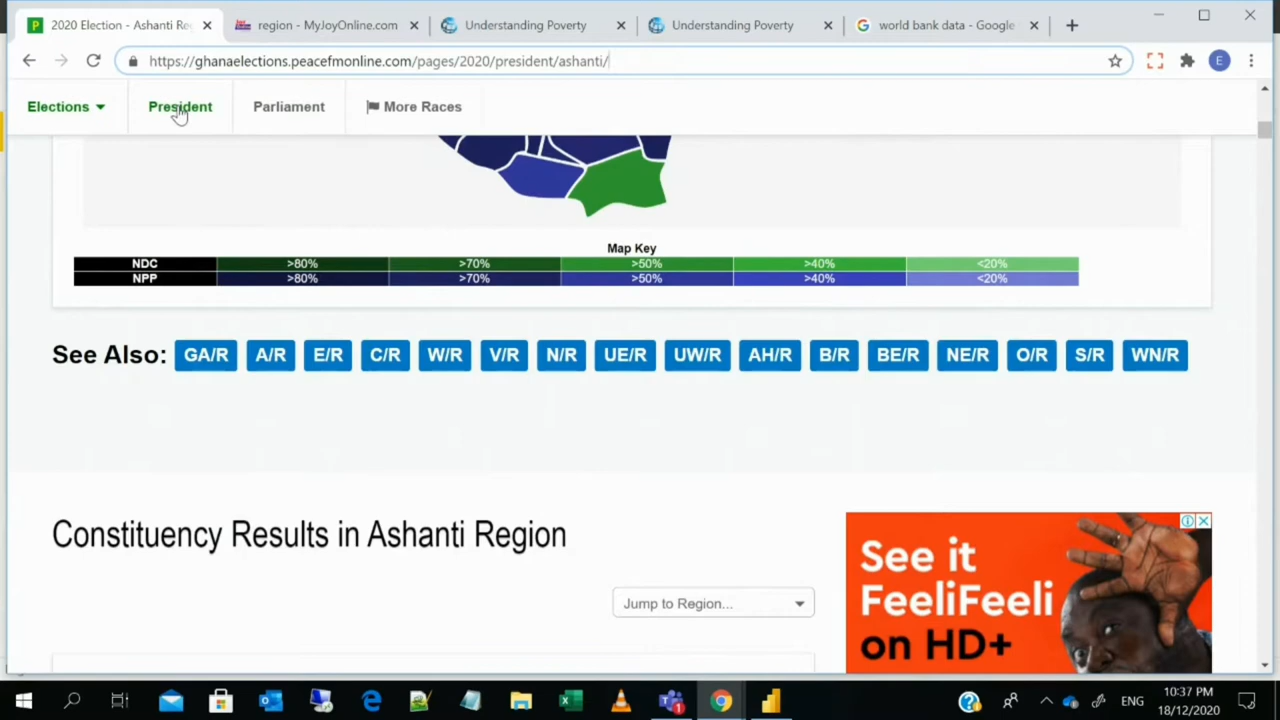 2020 Election - Ashanti Re
region - MyJoyOnline.com
Understanding Poverty
Understanding Poverty
world bank data - Google
https://ghanaelections.peacefmonline.com/pages/2020/president/ashanti/
E
Elections
President
Parliament
More Races
Map Key
NDC >80% >70% >50% >40% <20%
NPP >80% >70% >50% >40% <20%
See Also: GA/R A/R E/R C/R W/R V/R N/R UE/R UW/R AH/R B/R BE/R NE/R O/R S/R WN/R
Constituency Results in Ashanti Region
Jump to Region...
See it
FeeliFeeli
on HD+
ENG
10:37 PM
18/12/2020